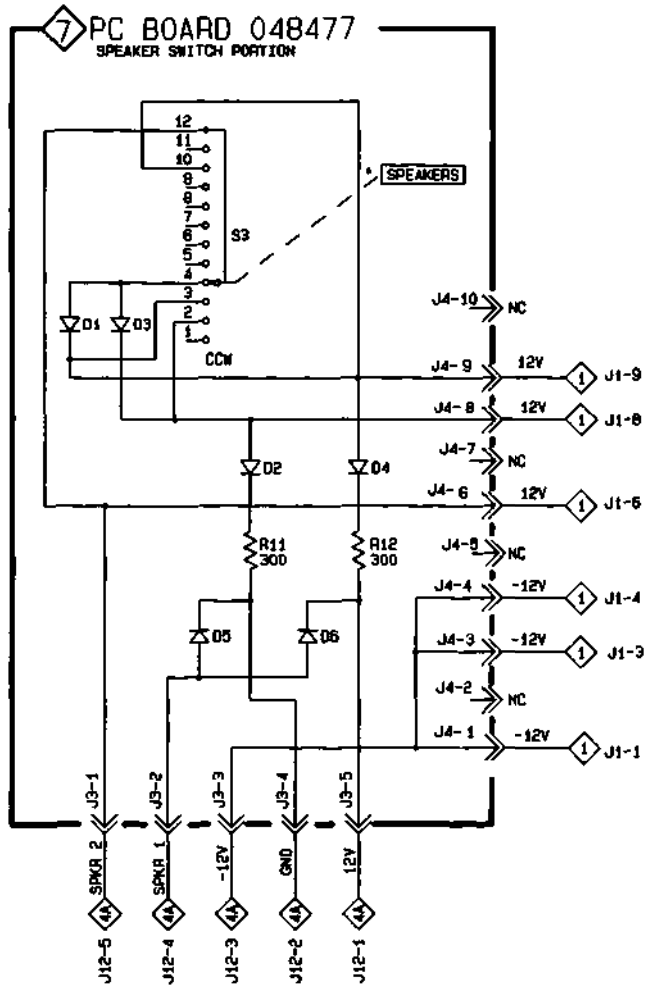 7 PC BOARD 048477
SPEAKER SWITCH PORTION
12
11
10
9
8
7
6
5
4
3
2
1
S3
SPEAKERS
CCW
D1
D3
J4-10
NC
J4-9
12V
1
J1-9
J4-8
12V
1
J1-8
J4-7
NC
D2
D4
J4-6
12V
1
J1-6
R11
300
R12
300
J4-5
NC
J4-4
-12V
1
J1-4
D5
D6
J4-3
-12V
1
J1-3
J4-2
NC
J4-1
-12V
1
J1-1
J3-1
J3-2
J3-3
J3-4
J3-5
SPKR 2
SPKR 1
-12V
GND
12V
4A
4A
4A
4A
4A
J12-5
J12-4
J12-3
J12-2
J12-1